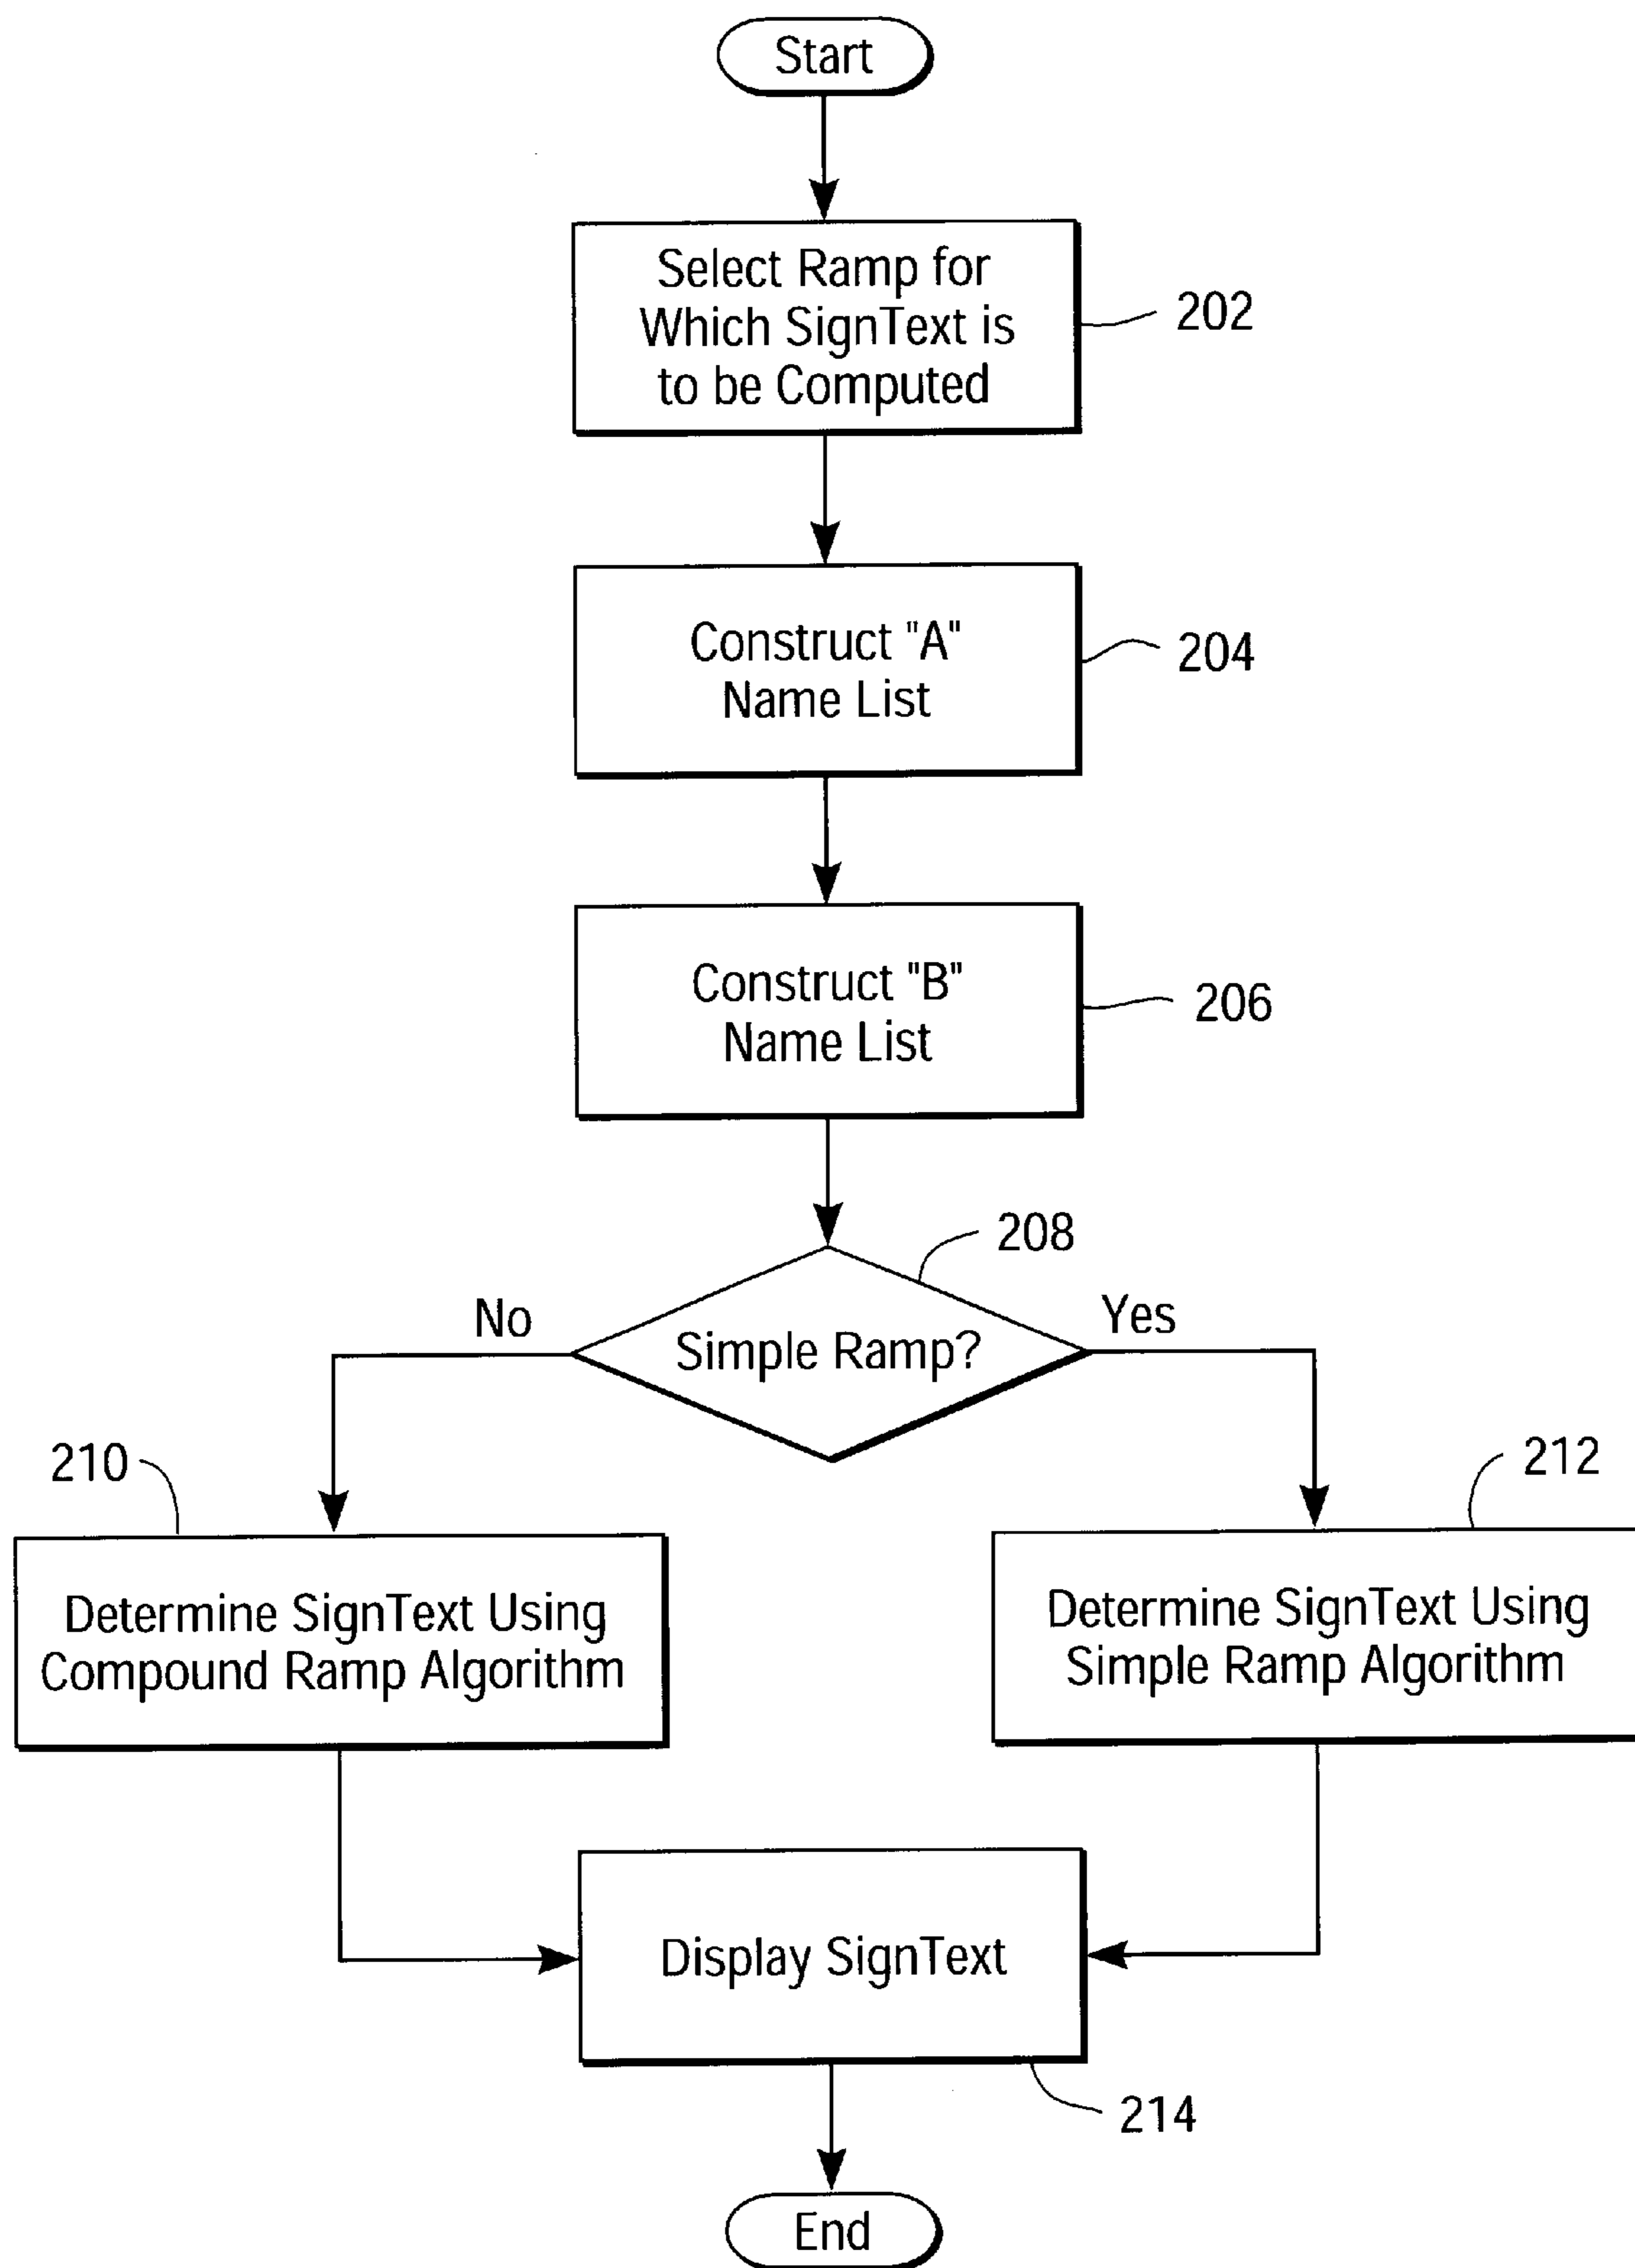 Start
Select Ramp for
Which SignText is
to be Computed
202
Construct "A"
Name List
204
Construct "B"
Name List
206
208
Simple Ramp?
No
Yes
210
212
Determine SignText Using
Compound Ramp Algorithm
Determine SignText Using
Simple Ramp Algorithm
Display SignText
214
End